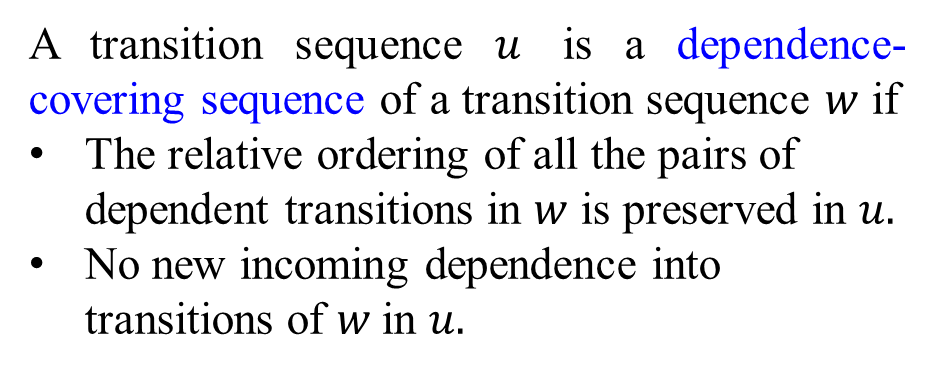 A transition sequence u is a dependence-
covering sequence of a transition sequence w if
• The relative ordering of all the pairs of
dependent transitions in w is preserved in u.
• No new incoming dependence into
transitions of w in u.